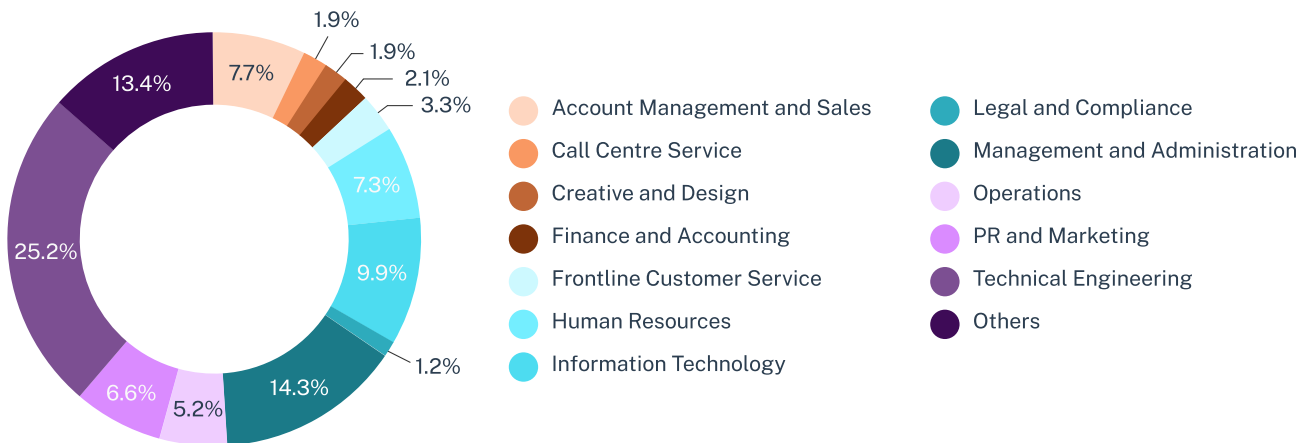 1.9%
1.9%
2.1%
3.3%
7.7%
13.4%
7.3%
25.2%
9.9%
1.2%
14.3%
6.6%
5.2%
Account Management and Sales
Call Centre Service
Creative and Design
Finance and Accounting
Frontline Customer Service
Human Resources
Information Technology
Legal and Compliance
Management and Administration
Operations
PR and Marketing
Technical Engineering
Others